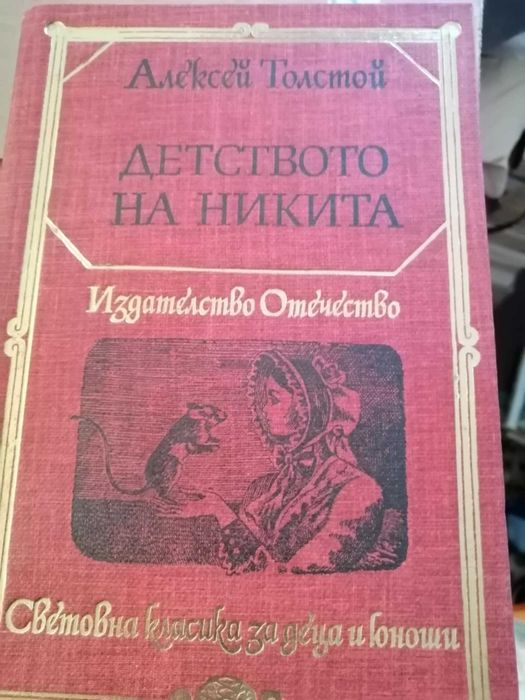 Алексей Толстой
ДЕТСТВОТО
НА НИКИТА
Издателство Отечество
Световна класика за деца и юноши